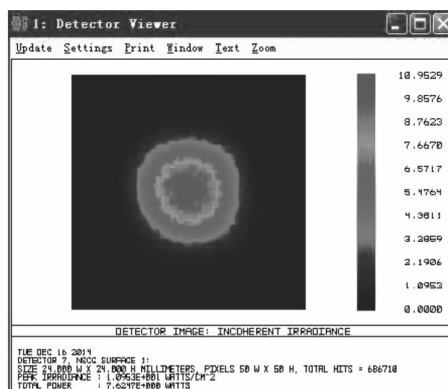 1: Detector Viewer
Update Settings Print Window Text Zoom
10.9529
9.8576
8.7623
7.6670
6.5717
5.4764
4.3811
3.2859
2.1906
1.0953
0.0000
DETECTOR IMAGE: INCOHERENT IRRADIANCE
TUE DEC 16 2014
DETECTOR 7, NSCG SURFACE 1:
SIZE 24.000 W X 24.000 H MILLIMETERS, PIXELS 50 W X 50 H, TOTAL HITS = 686710
PEAK IRRADIANCE : 1.0953E+001 WATTS/CM^2
TOTAL POWER : 7.6247E+000 WATTS